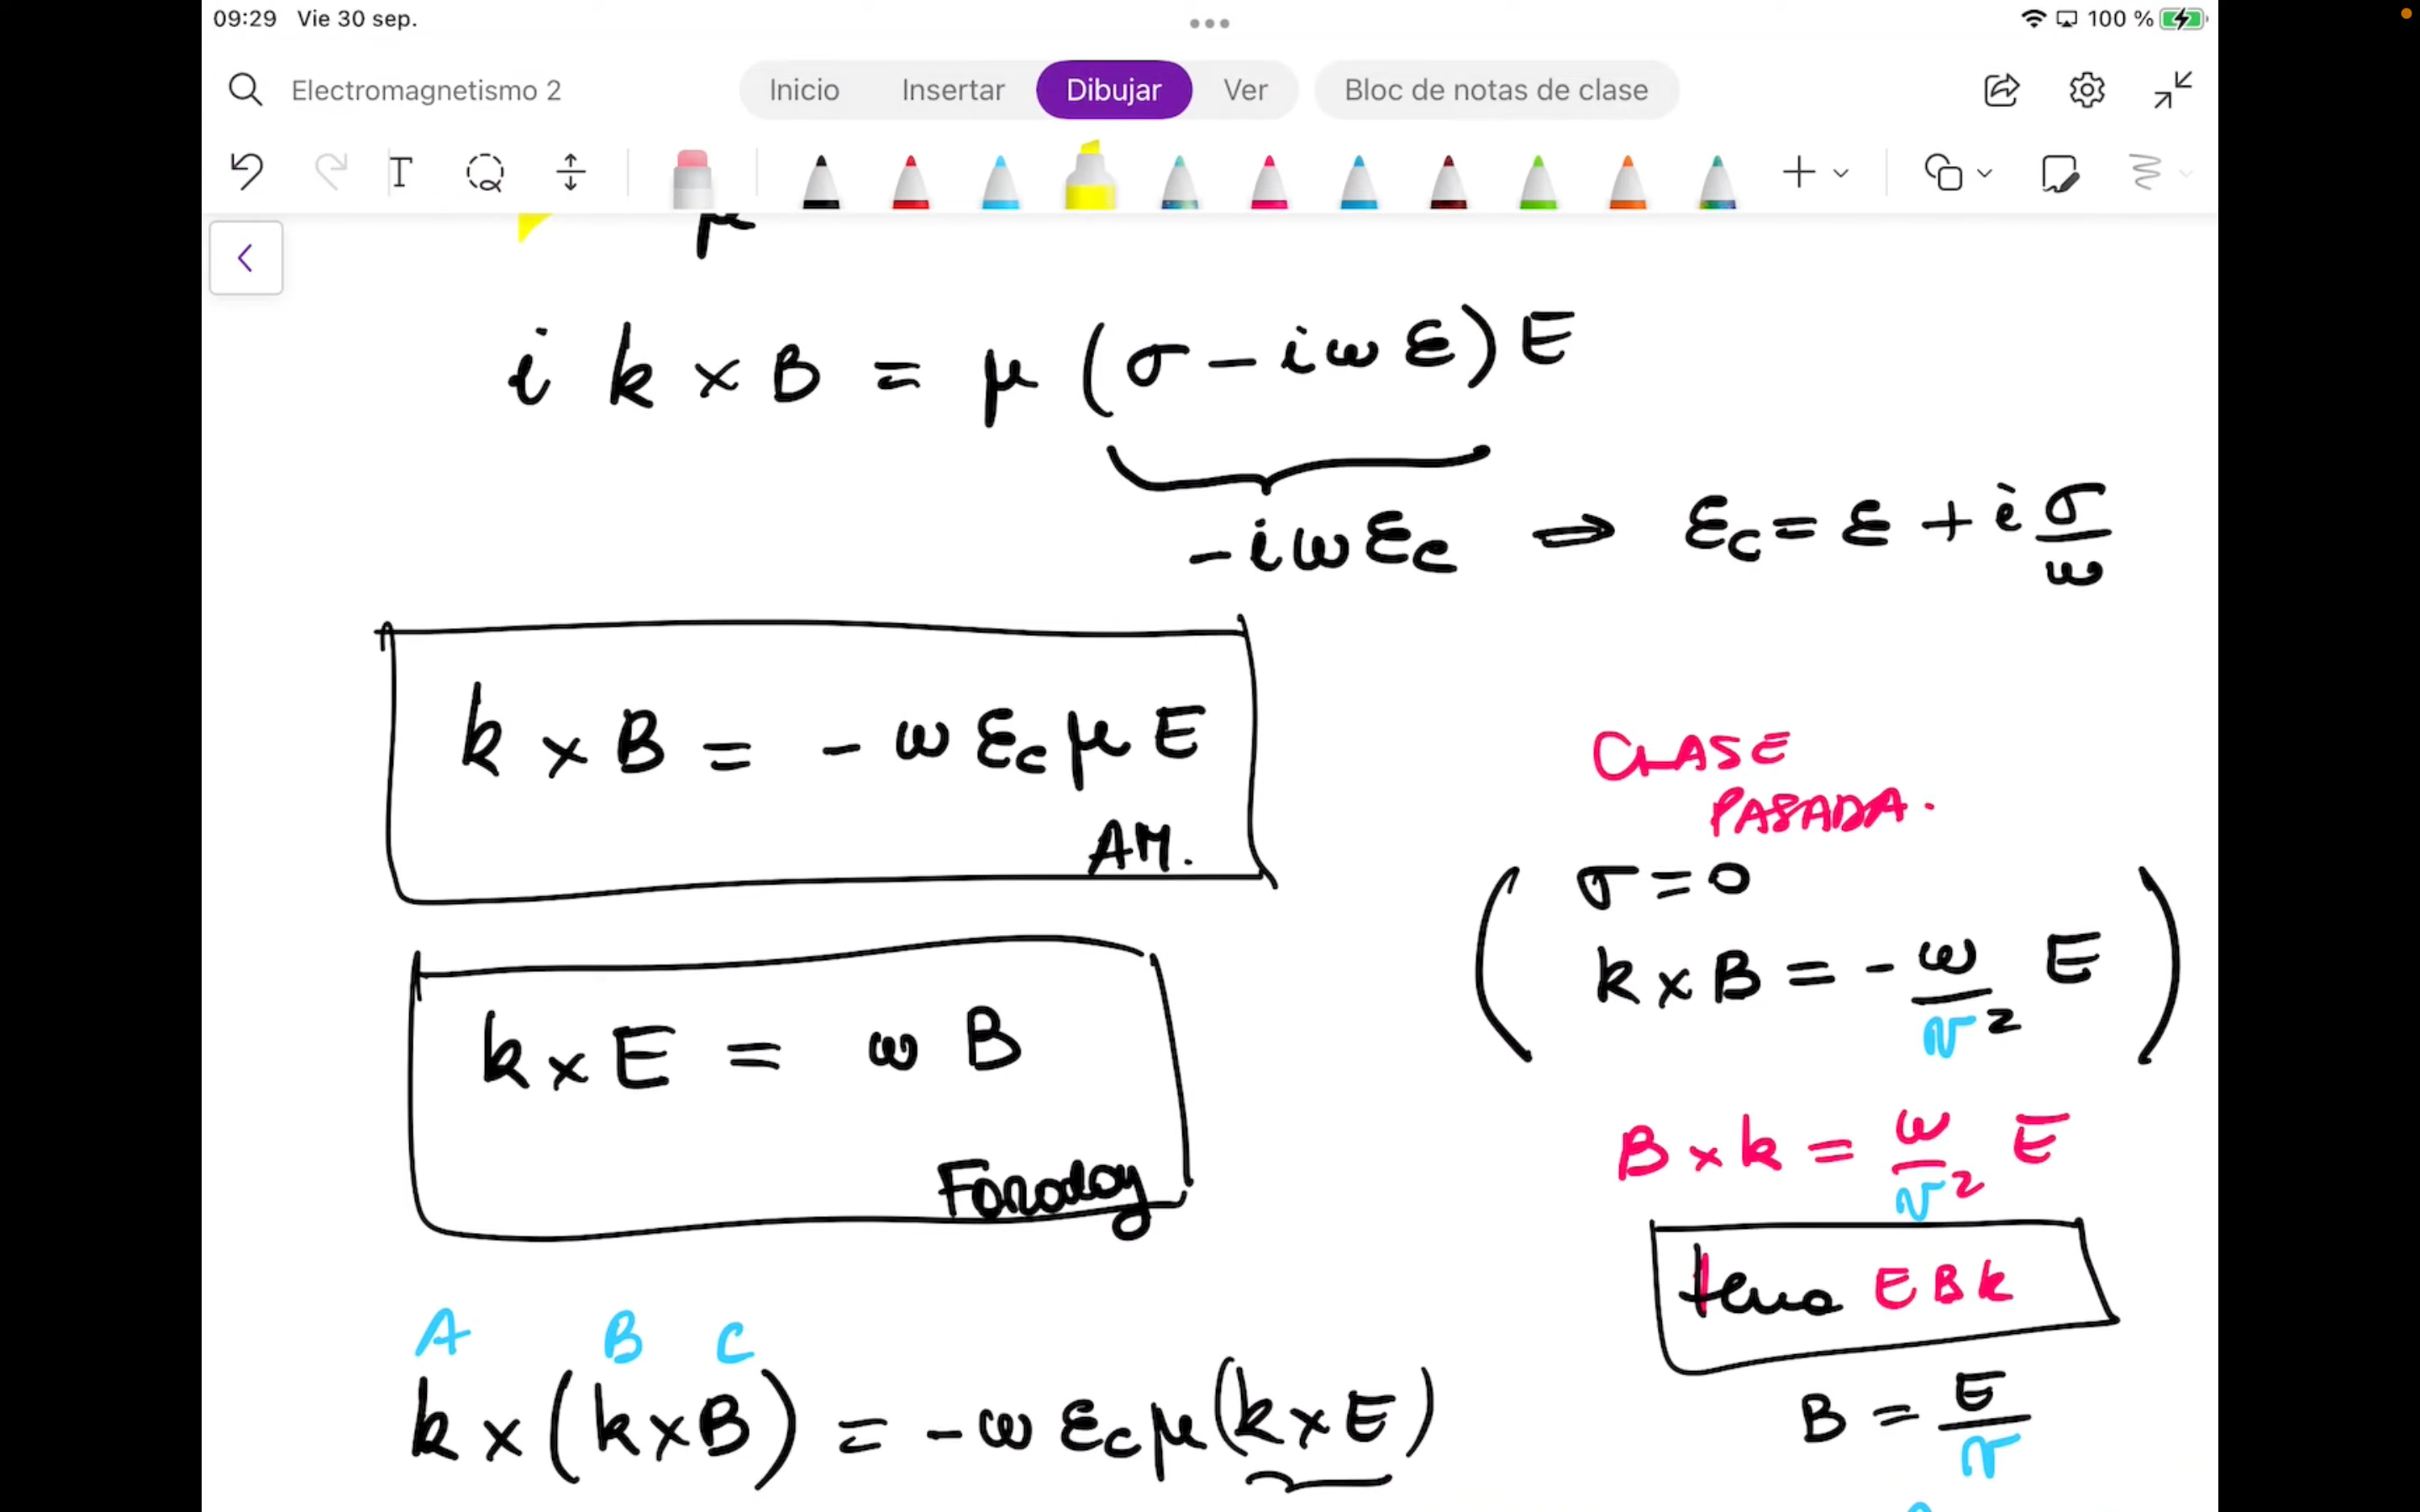 09:29 Vie 30 sep.
100 %
Electromagnetismo 2
Inicio Insertar Dibujar Ver Bloc de notas de clase
T
μ
i k × B = μ (σ - iωε) E
-iωεc ⇒ εc = ε + i σ/ω
k × B = - ω εc μ E
AM.
k × E = ω B
Faraday
CLASE
PASADA.
( σ = 0
k × B = - ω/v² E )
B × k = ω/v² E
terna E B k
B = E/v
A B C
k × (k × B) = - ω εc μ (k × E)